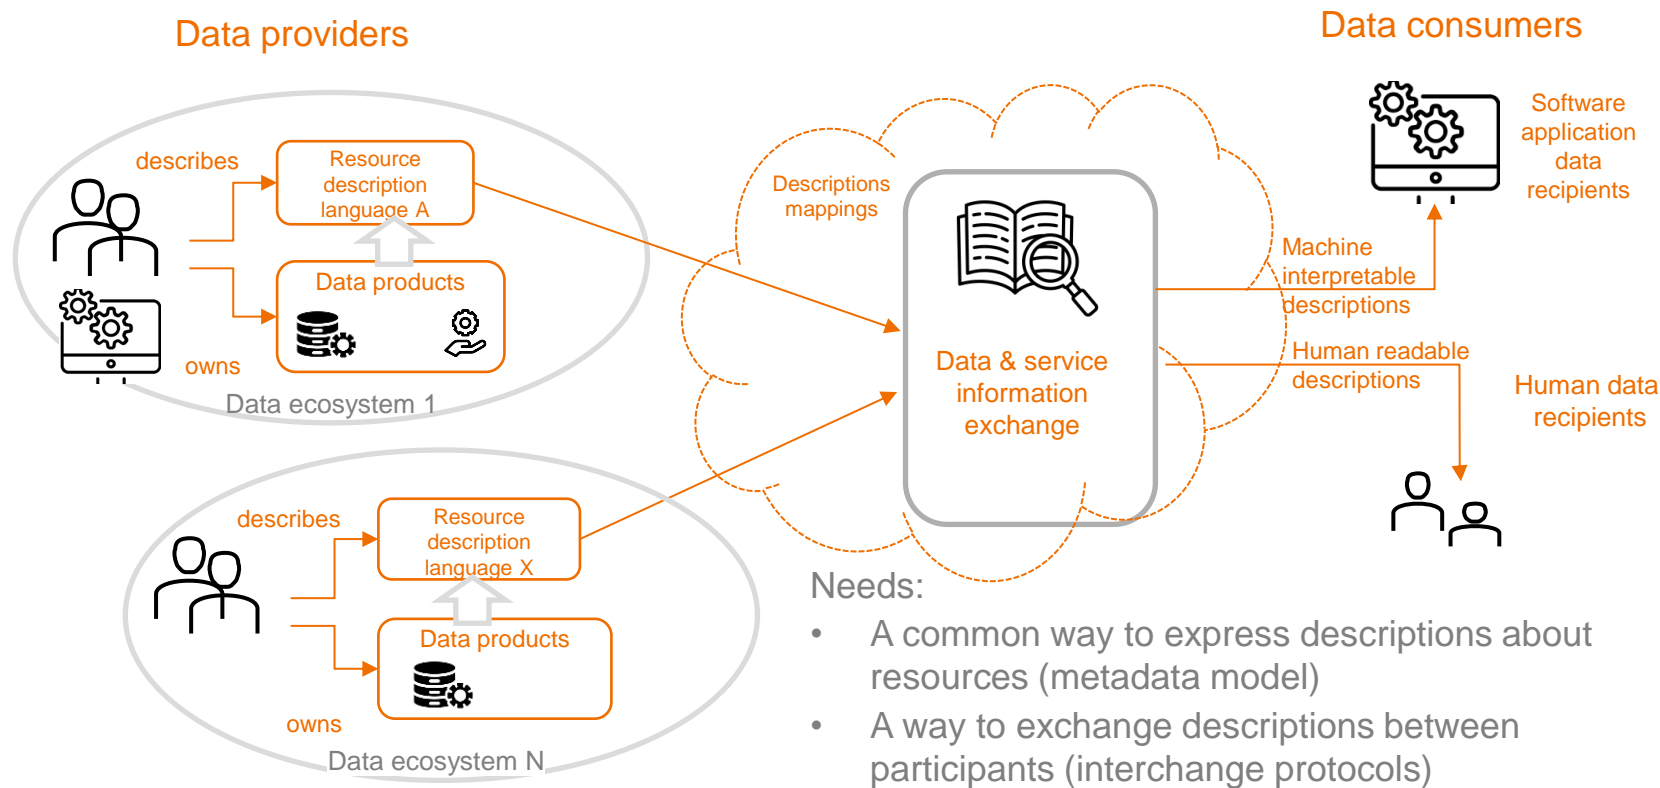 Data providers
Data consumers
describes
Resource
description
language A
Data products
owns
Data ecosystem 1
describes
Resource
description
language X
Data products
owns
Data ecosystem N
Descriptions
mappings
Data & service
information
exchange
Machine
interpretable
descriptions
Human readable
descriptions
Software
application
data
recipients
Human data
recipients
Needs:
• A common way to express descriptions about
resources (metadata model)
• A way to exchange descriptions between
participants (interchange protocols)